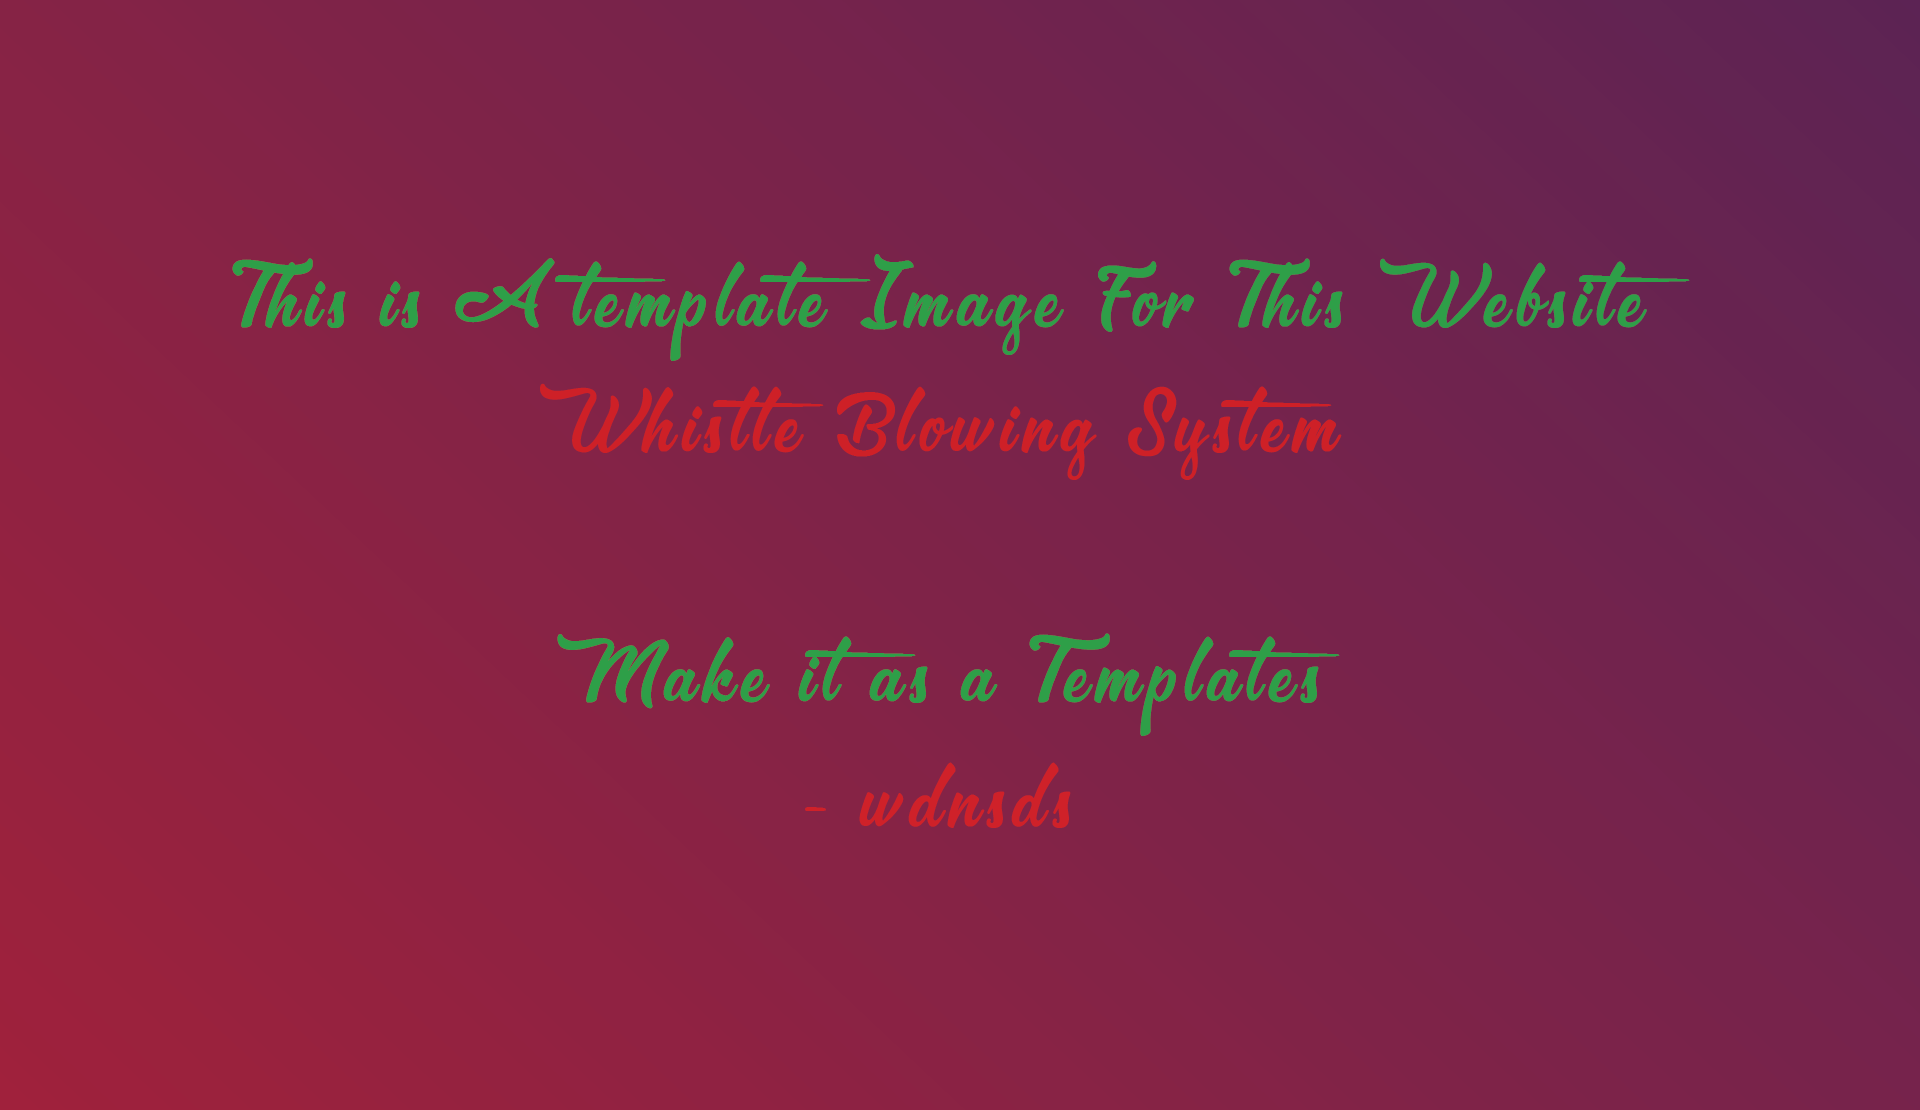 This is A template Image For This Website
Whistle Blowing System
Make it as a Templates
- wdnsds